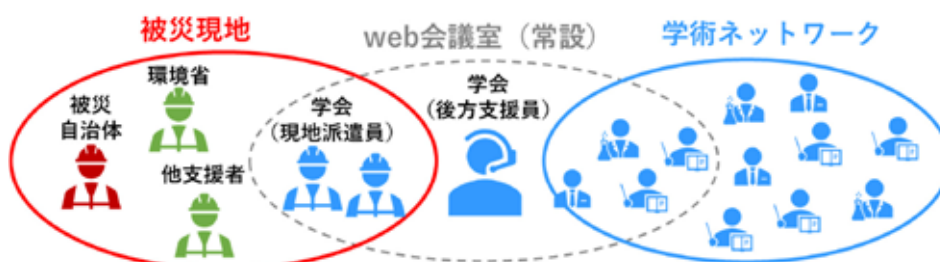 被災現地
web会議室（常設）
学術ネットワーク
環境省
被災
自治体
学会
（現地派遣員）
学会
（後方支援員）
他支援者